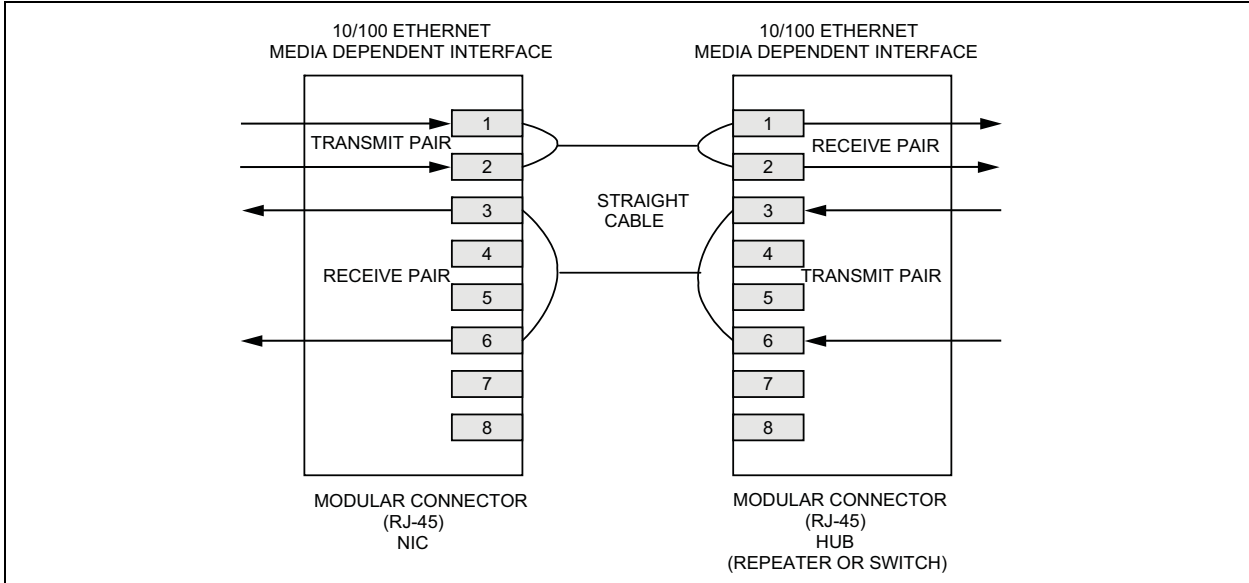 10/100 ETHERNET
MEDIA DEPENDENT INTERFACE
10/100 ETHERNET
MEDIA DEPENDENT INTERFACE
1
TRANSMIT PAIR
2
3
4
RECEIVE PAIR
5
6
7
8
STRAIGHT
CABLE
1
RECEIVE PAIR
2
3
4
TRANSMIT PAIR
5
6
7
8
MODULAR CONNECTOR
(RJ-45)
NIC
MODULAR CONNECTOR
(RJ-45)
HUB
(REPEATER OR SWITCH)